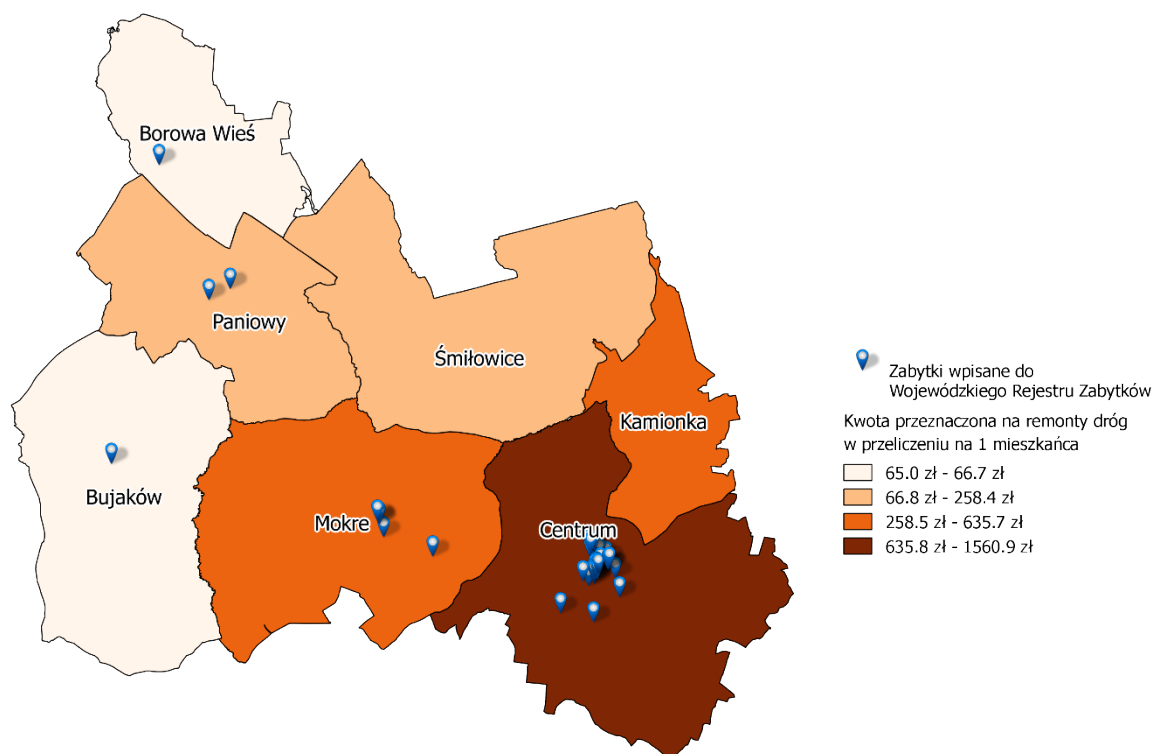 Borowa Wieś
Paniowy
Śmiłowice
Kamionka
Bujaków
Mokre
Centrum
Zabytki wpisane do
Wojewódzkiego Rejestru Zabytków
Kwota przeznaczona na remonty dróg
w przeliczeniu na 1 mieszkańca
65.0 zł - 66.7 zł
66.8 zł - 258.4 zł
258.5 zł - 635.7 zł
635.8 zł - 1560.9 zł